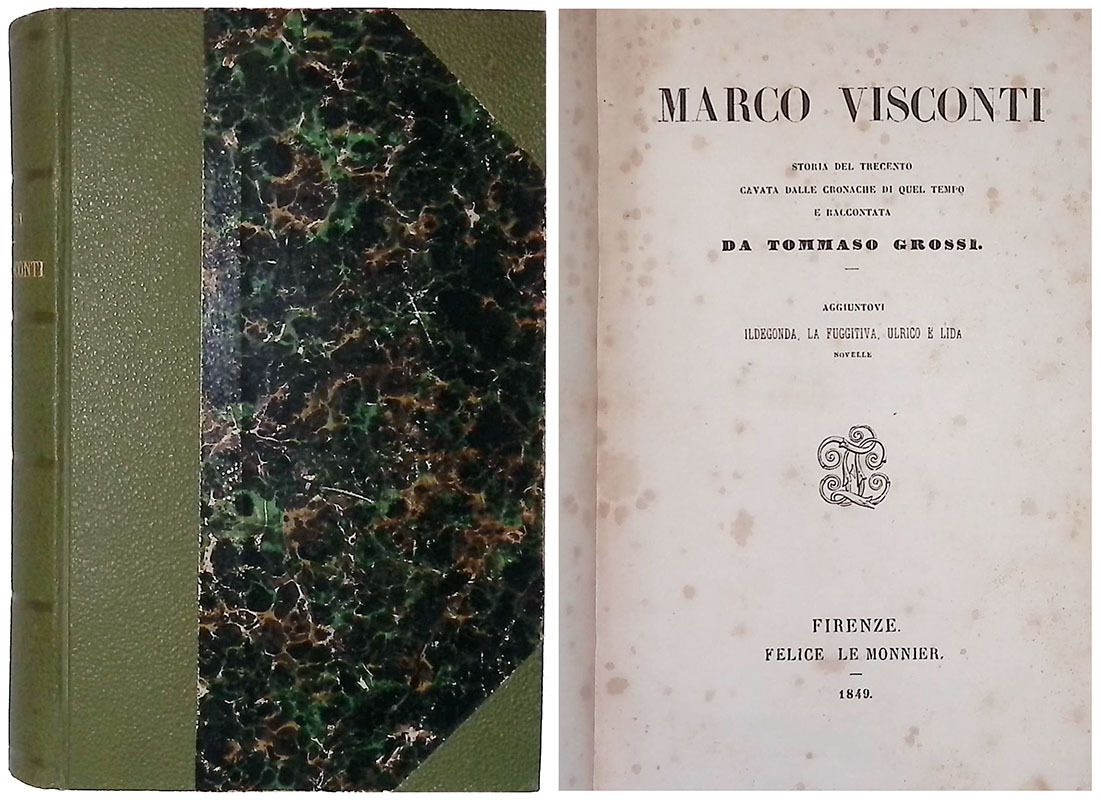 CONTI
MARCO VISCONTI
STORIA DEL TRECENTO
CAVATA DALLE CRONACHE DI QUEL TEMPO
E RACCONTATA
DA TOMMASO GROSSI.
AGGIUNTOVI
ILDEGONDA, LA FUGGITIVA, ULRICO E LIDA
NOVELLE
FIRENZE.
FELICE LE MONNIER.
1849.